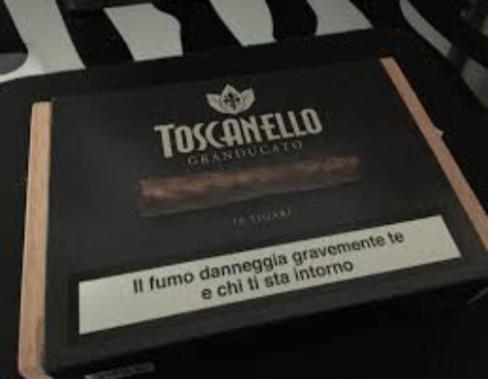 TOSCANELLO
GRANDUCATO
10 SIGARI
Il fumo danneggia gravemente te
e chi ti sta intorno